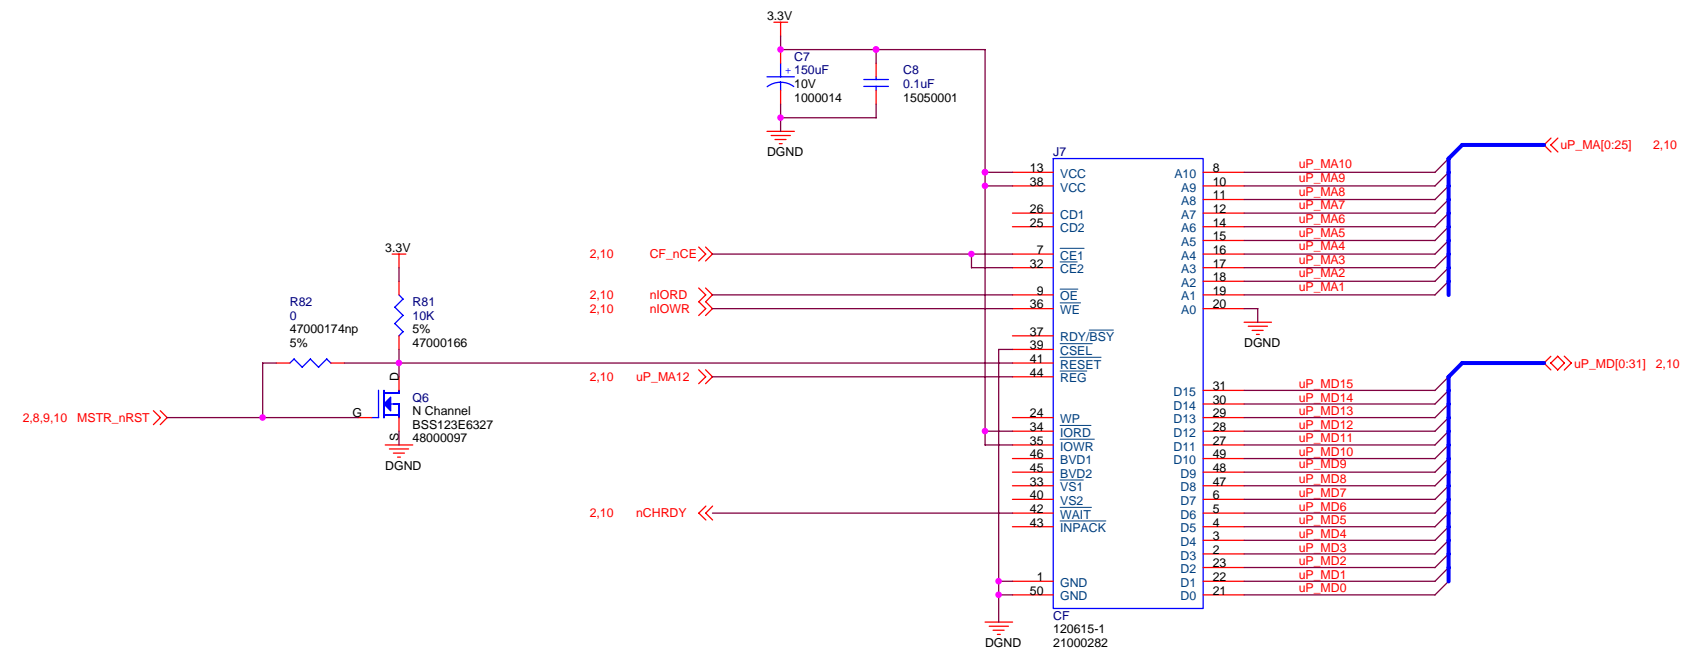 3.3V
C7
+
150uF
10V
1000014
C8
0.1uF
15050001
DGND
3.3V
R82
0
47000174np
5%
R81
10K
5%
47000166
D
G
S
Q6
N Channel
BSS123E6327
48000097
DGND
2,8,9,10 MSTR_nRST
2,10 CF_nCE
2,10 nIORD
2,10 nIOWR
2,10 uP_MA12
2,10 nCHRDY
J7
13 VCC
38 VCC
26 CD1
25 CD2
7 CE1
32 CE2
9 OE
36 WE
37 RDY/BSY
39 CSEL
41 RESET
44 REG
24 WP
34 IORD
35 IOWR
46 BVD1
45 BVD2
33 VS1
40 VS2
42 WAIT
43 INPACK
1 GND
50 GND
DGND
CF
120615-1
21000282
A10 8 uP_MA10
A9 10 uP_MA9
A8 11 uP_MA8
A7 12 uP_MA7
A6 14 uP_MA6
A5 15 uP_MA5
A4 16 uP_MA4
A3 17 uP_MA3
A2 18 uP_MA2
A1 19 uP_MA1
A0 20
DGND
uP_MA[0:25] 2,10
D15 31 uP_MD15
D14 30 uP_MD14
D13 29 uP_MD13
D12 28 uP_MD12
D11 27 uP_MD11
D10 49 uP_MD10
D9 48 uP_MD9
D8 47 uP_MD8
D7 6 uP_MD7
D6 5 uP_MD6
D5 4 uP_MD5
D4 3 uP_MD4
D3 2 uP_MD3
D2 23 uP_MD2
D1 22 uP_MD1
D0 21 uP_MD0
uP_MD[0:31] 2,10